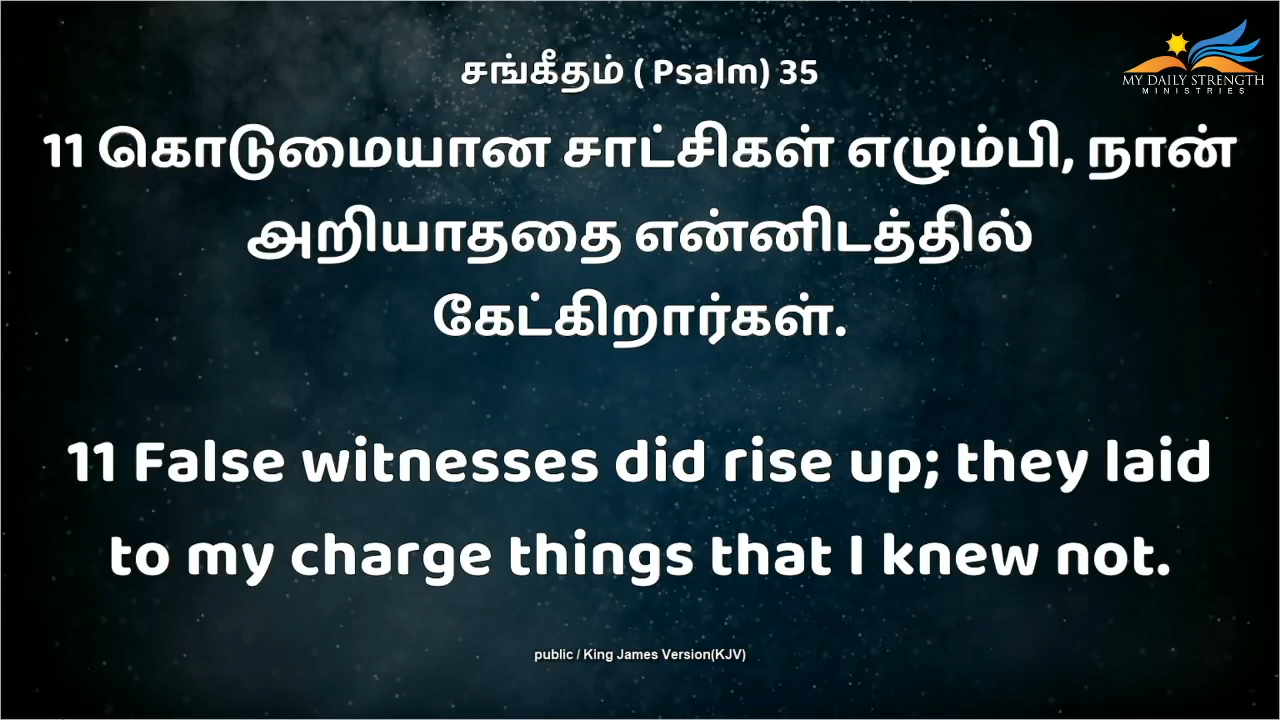 சங்கீதம் ( Psalm) 35
MY DAILY STRENGTH
MINISTRIES
11 கொடுமையான சாட்சிகள் எழும்பி, நான்
அறியாததை என்னிடத்தில்
கேட்கிறார்கள்.
11 False witnesses did rise up; they laid
to my charge things that I knew not.
public / King James Version(KJV)